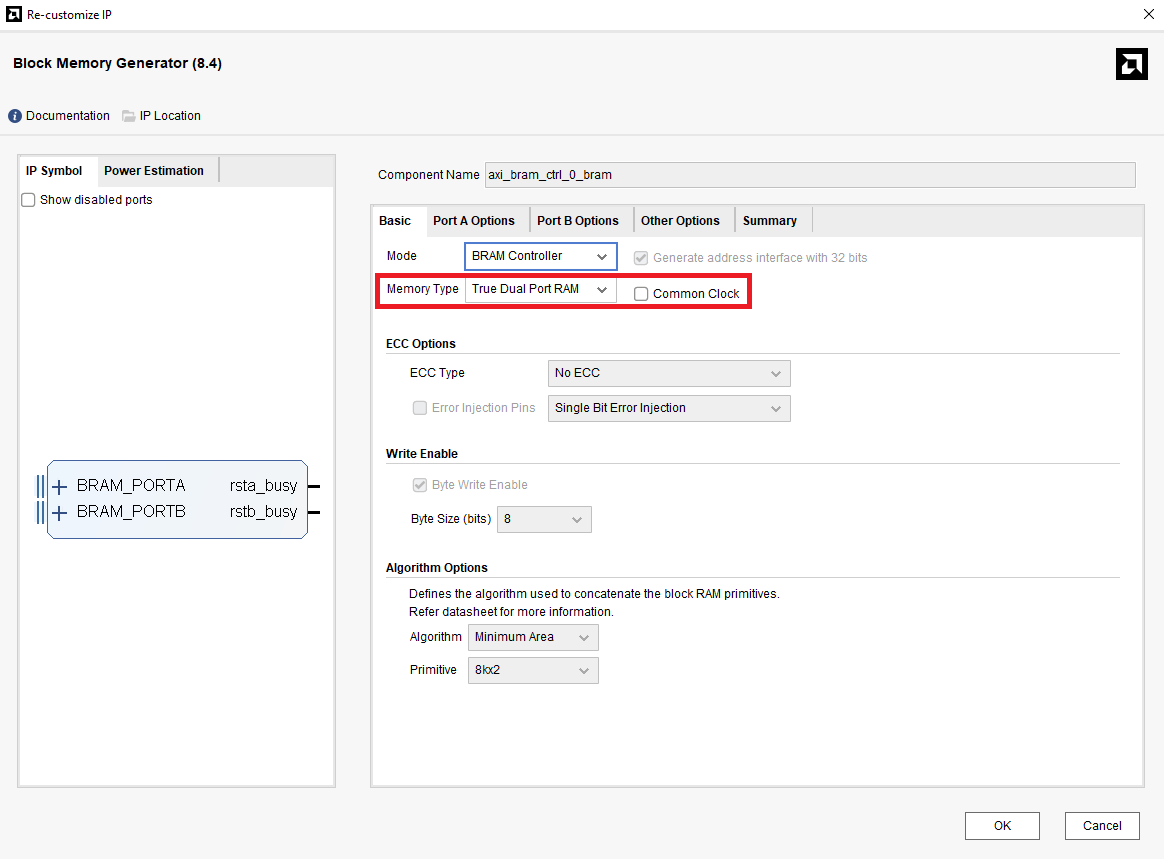 Re-customize IP
Block Memory Generator (8.4)
Documentation IP Location
IP Symbol Power Estimation
Show disabled ports
BRAM_PORTA rsta_busy
BRAM_PORTB rstb_busy
Component Name axi_bram_ctrl_0_bram
Basic Port A Options Port B Options Other Options Summary
Mode BRAM Controller Generate address interface with 32 bits
Memory Type True Dual Port RAM Common Clock
ECC Options
ECC Type No ECC
Error Injection Pins Single Bit Error Injection
Write Enable
Byte Write Enable
Byte Size (bits) 8
Algorithm Options
Defines the algorithm used to concatenate the block RAM primitives.
Refer datasheet for more information.
Algorithm Minimum Area
Primitive 8kx2
OK Cancel